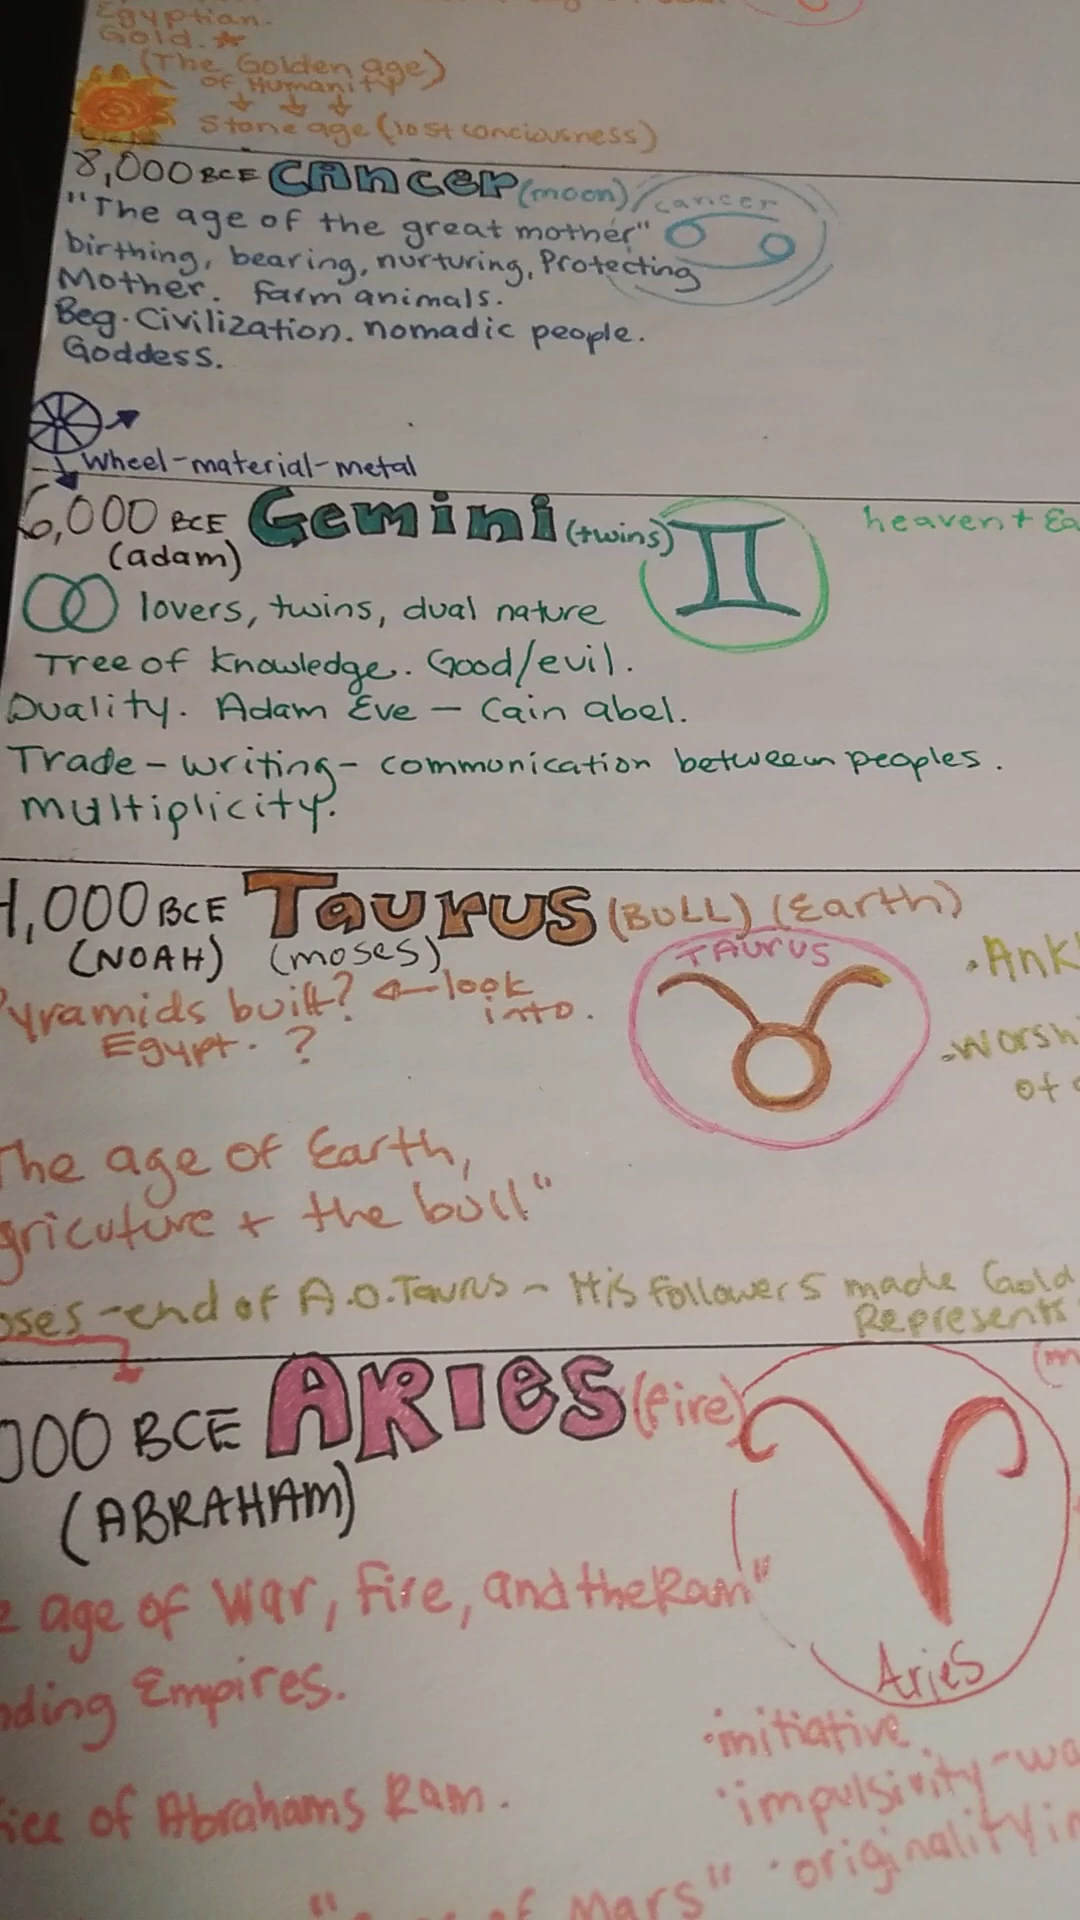 Egyptian.
Gold.
(The Golden age)
of Humanity
Stone age (lost conciousness)
8,000 BCE Cancer (moon) cancer
"The age of the great mother"
birthing, bearing, nurturing, Protecting
Mother. farm animals.
Beg. Civilization. nomadic people.
Goddess.
Wheel-material-metal
6,000 BCE Gemini (twins)
(adam)
heaven +
lovers, twins, dual nature
Tree of Knowledge. Good/evil.
Duality. Adam Eve - Cain abel.
Trade - writing - communication between peoples.
multiplicity.
4,000 BCE Taurus (BULL) (Earth)
(NOAH) (moses)
TAURUS
Pyramids built? look
into.
Egypt. ?
The age of Earth,
gricuture + the bull"
oses - end of A.O.Taurus - His followers made Gold
Represents
000 BCE ARIES (fire)
(ABRAHAM)
age of war, fire, and the Ram"
Aries
nding Empires.
• initiative
fice of Abrahams Ram.
• impulsivity -
• originality
of Mars"